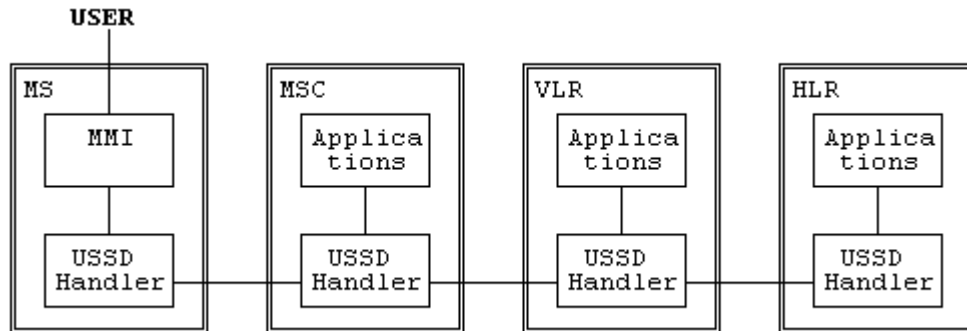 USER
MS
MSC
VLR
HLR
MMI
Applica
tions
Applica
tions
Applica
tions
USSD
Handler
USSD
Handler
USSD
Handler
USSD
Handler